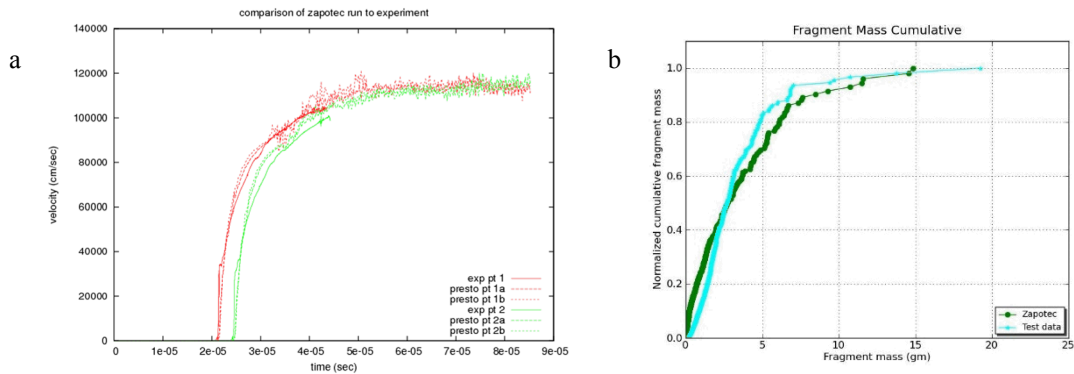 a
comparison of zapotec run to experiment
140000
120000
100000
80000
60000
40000
20000
0
velocity (cm/sec)
exp pt 1
presto pt 1a
presto pt 1b
exp pt 2
presto pt 2a
presto pt 2b
0 1e-05 2e-05 3e-05 4e-05 5e-05 6e-05 7e-05 8e-05 9e-05
time (sec)
b
Fragment Mass Cumulative
1.0
0.8
0.6
0.4
0.2
0.0
Normalized cumulative fragment mass
Zapotec
Test data
0 5 10 15 20 25
Fragment mass (gm)